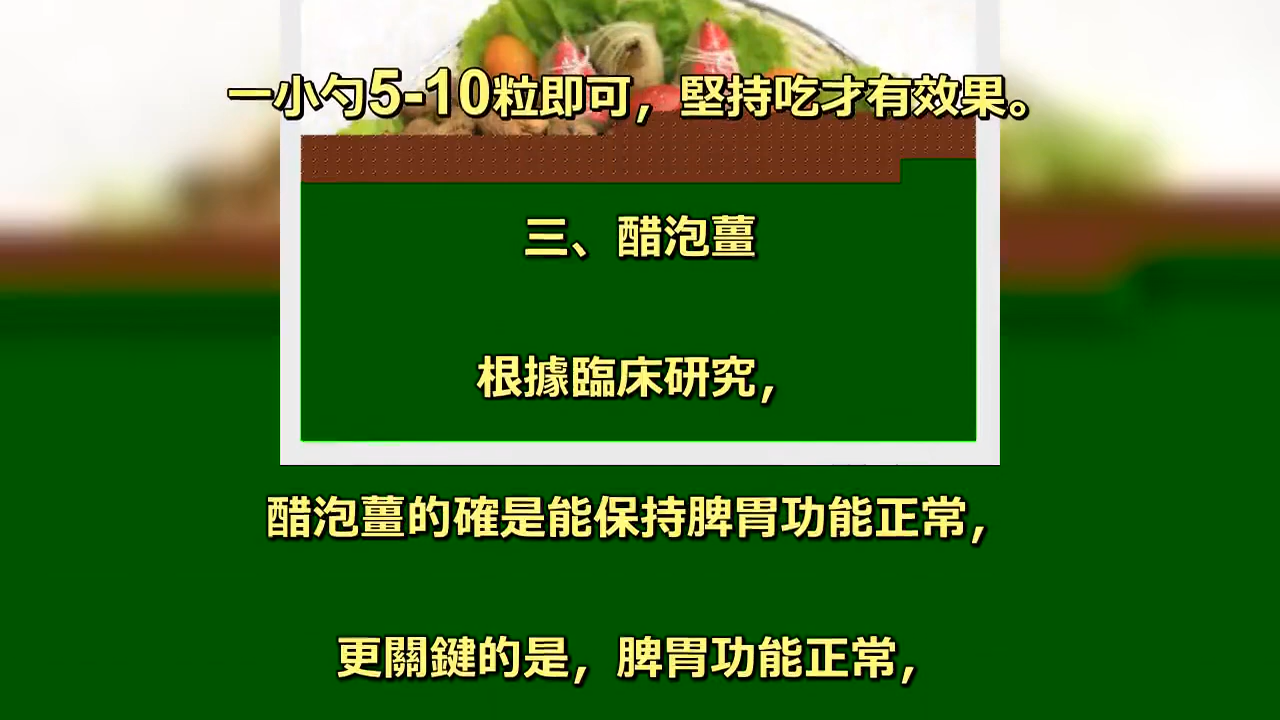 一小勺5-10粒即可，堅持吃才有效果。
三、醋泡薑
根據臨床研究，
醋泡薑的確是能保持脾胃功能正常，
更關鍵的是，脾胃功能正常，